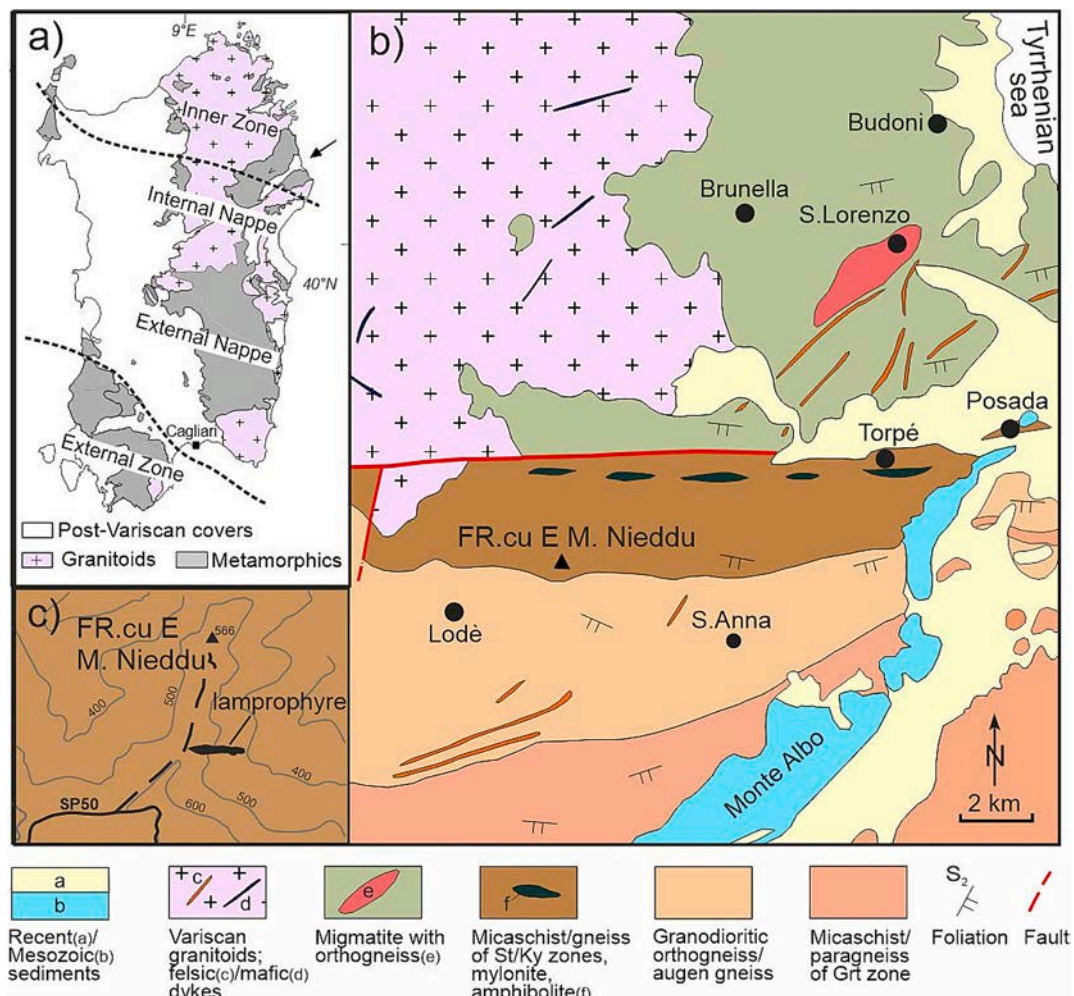 a)
9°E
Inner Zone
Internal Nappe
40°N
External Nappe
Cagliari
External Zone
Post-Variscan covers
Granitoids
Metamorphics
b)
Tyrrhenian
sea
Budoni
Brunella
S.Lorenzo
Posada
Torpé
FR.cu E M. Nieddu
Lodè
S.Anna
Monte Albo
N
2 km
c)
FR.cu E
M. Nieddu
566
500
400
lamprophyre
400
500
600
SP50
a
b
Recent(a)/
Mesozoic(b)
sediments
c
d
Variscan
granitoids;
felsic(c)/mafic(d)
dykes
e
Migmatite with
orthogneiss(e)
f
Micaschist/gneiss
of St/Ky zones,
mylonite,
amphibolite(f)
Granodioritic
orthogneiss/
augen gneiss
Micaschist/
paragneiss
of Grt zone
S2
Foliation
Fault